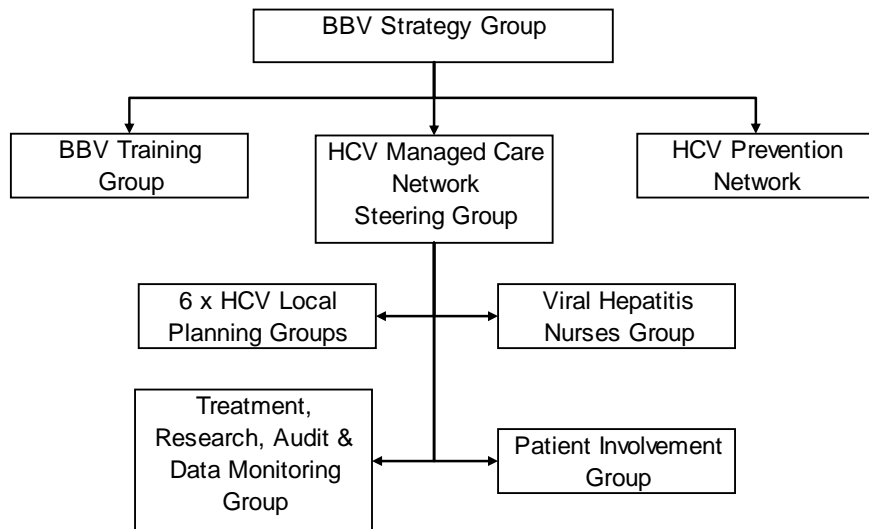 BBV Strategy Group
BBV Training
Group
HCV Managed Care
Network
Steering Group
HCV Prevention
Network
6 x HCV Local
Planning Groups
Viral Hepatitis
Nurses Group
Treatment,
Research, Audit &
Data Monitoring
Group
Patient Involvement
Group